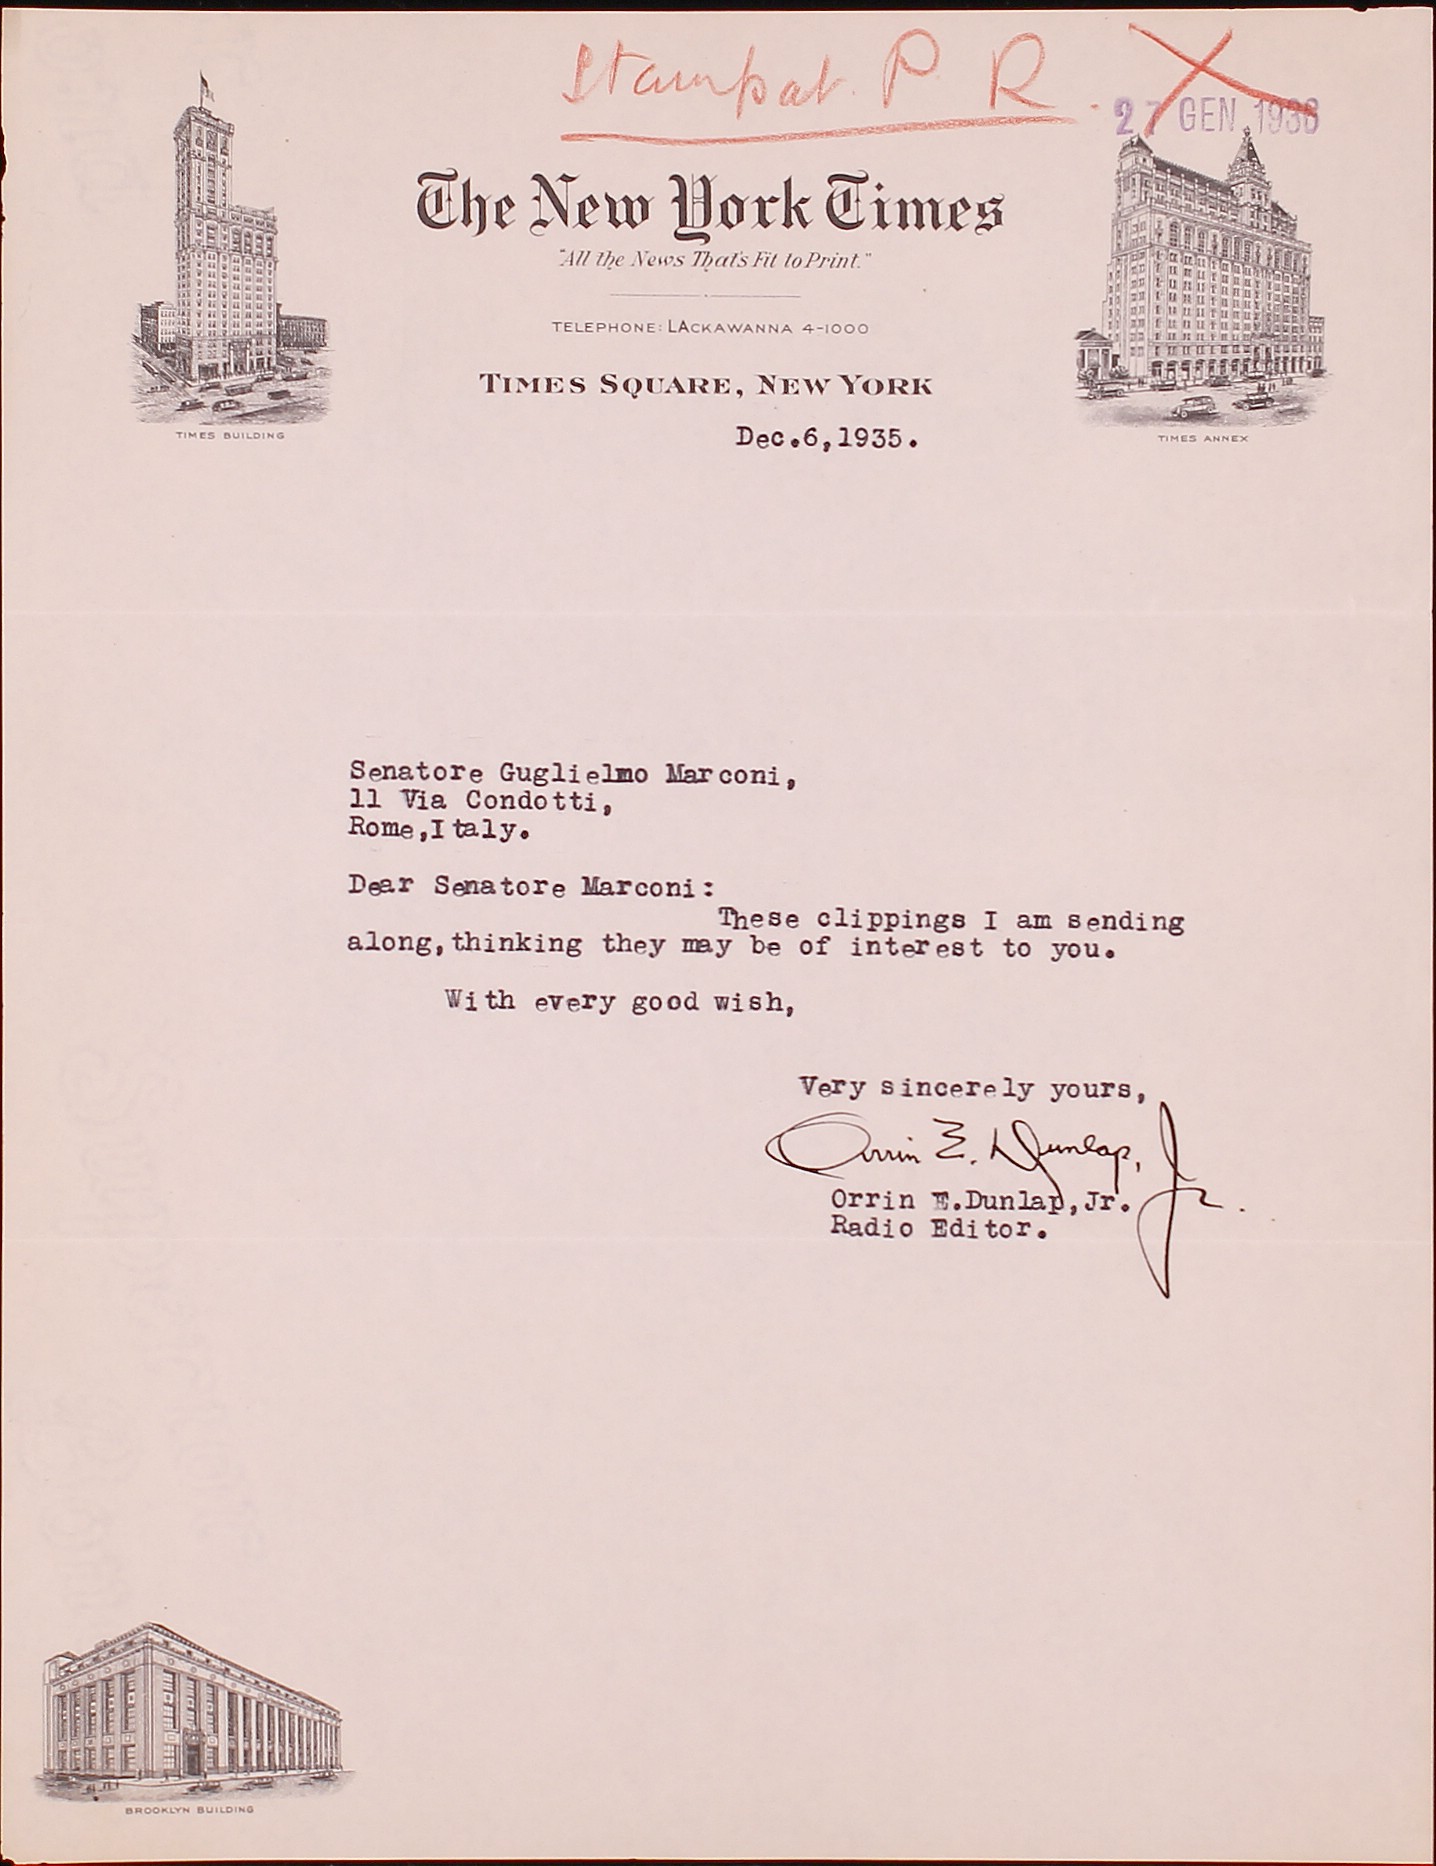 Stampat. P R.
27 GEN 1936
The New York Times
"All the News That's Fit to Print."
TELEPHONE: LACKAWANNA 4-1000
TIMES SQUARE, NEW YORK
TIMES BUILDING
TIMES ANNEX
Dec.6,1935.
Senatore Guglielmo Marconi,
11 Via Condotti,
Rome,Italy.
Dear Senatore Marconi:
These clippings I am sending
along,thinking they may be of interest to you.
With every good wish,
Very sincerely yours,
Orrin E. Dunlap, Jr.
Orrin E.Dunlap,Jr.
Radio Editor.
BROOKLYN BUILDING